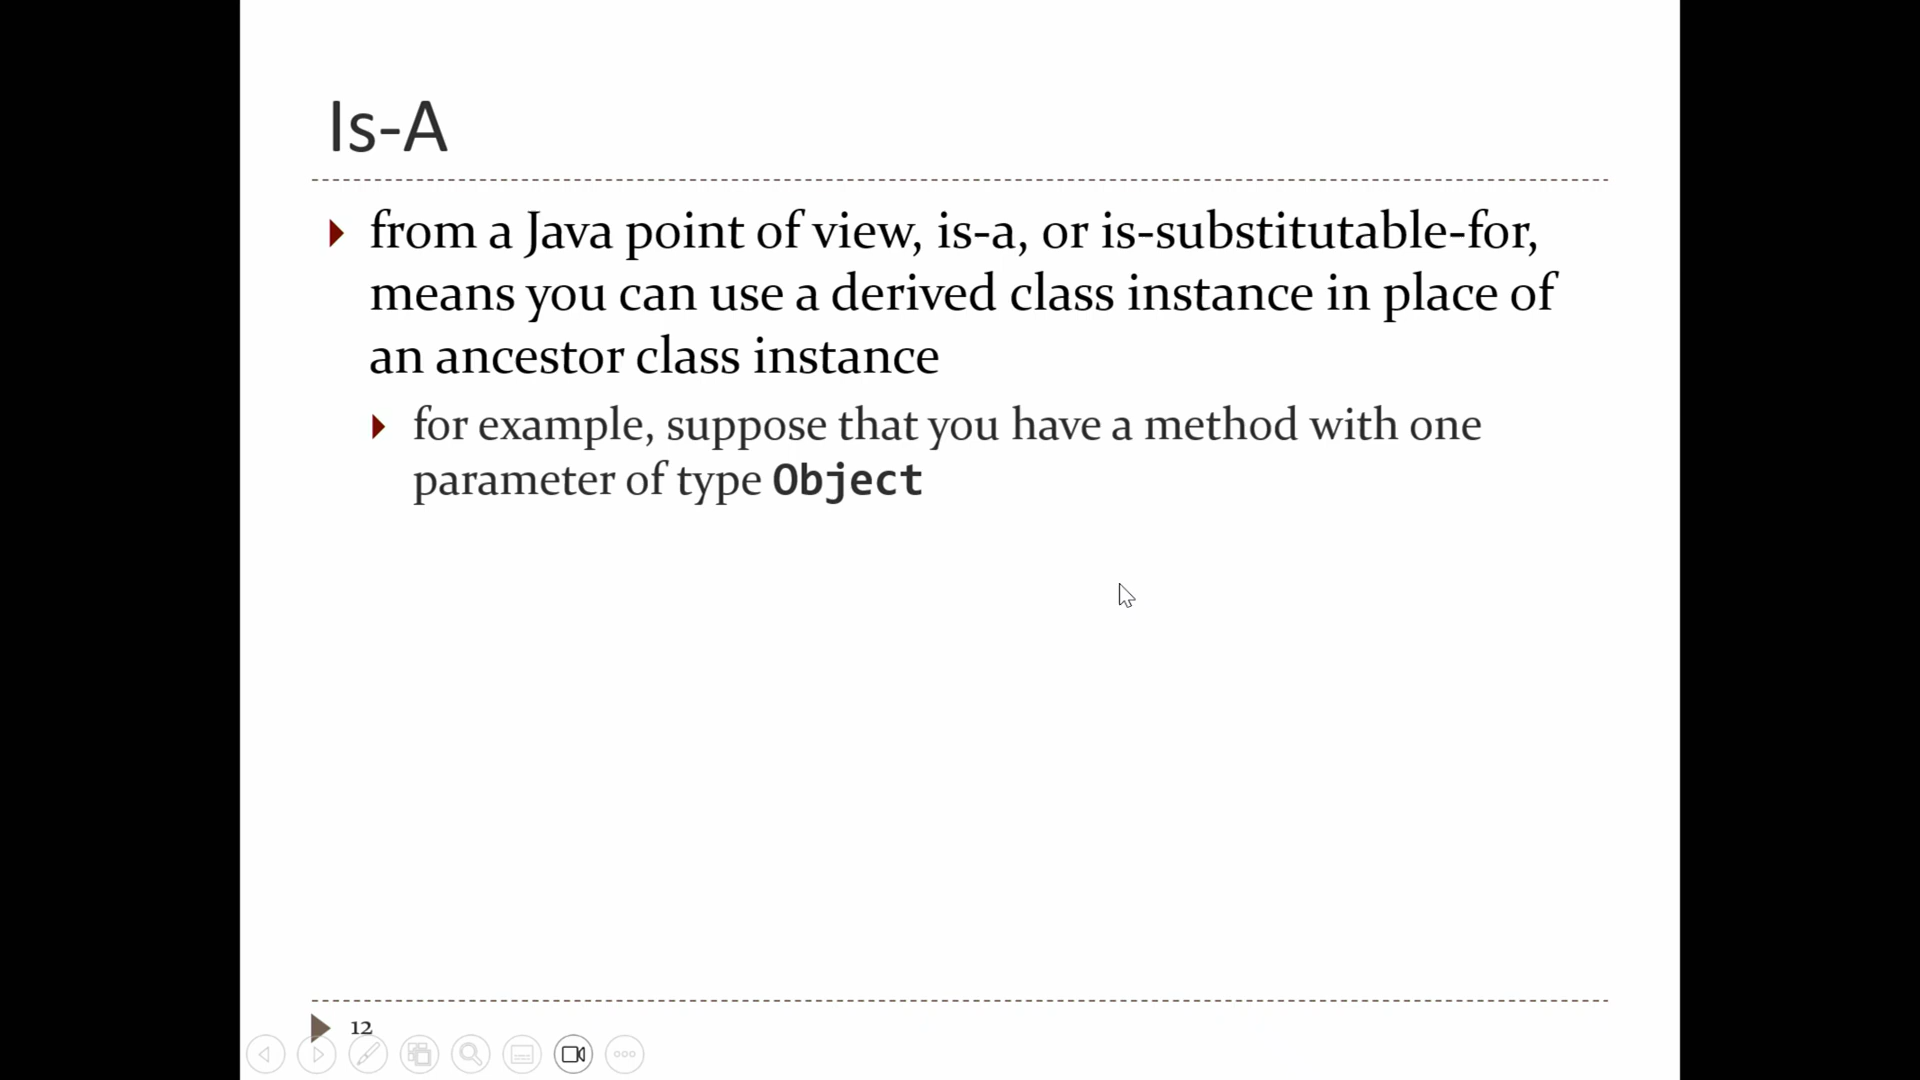 Is-A
from a Java point of view, is-a, or is-substitutable-for,
means you can use a derived class instance in place of
an ancestor class instance
for example, suppose that you have a method with one
parameter of type Object
12